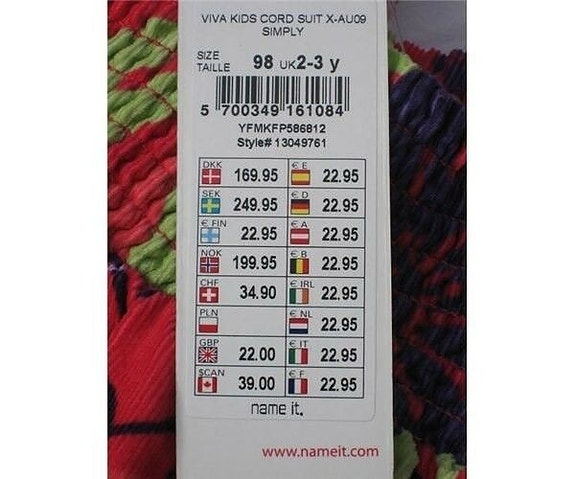 VIVA KIDS CORD SUIT X-AU09
SIMPLY
SIZE
TAILLE 98 UK2-3 y
5 700349 161084
YFMKFP586812
Style# 13049761
DKK 169.95 € E 22.95
SEK 249.95 € D 22.95
€ FIN 22.95 € A 22.95
NOK 199.95 € B 22.95
CHF 34.90 € IRL 22.95
PLN € NL 22.95
GBP 22.00 € IT 22.95
$CAN 39.00 € F 22.95
name it.
www.nameit.com